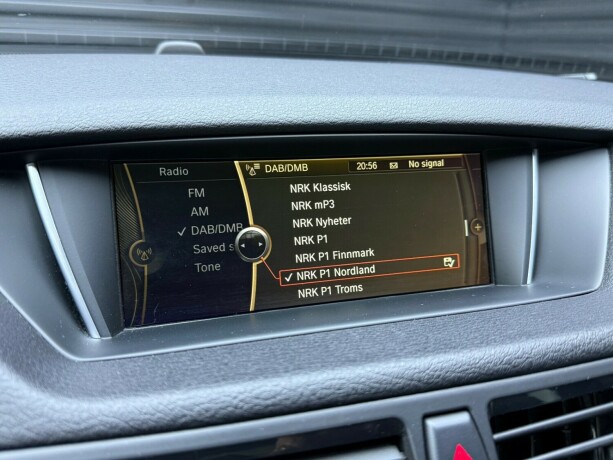 Radio
FM
AM
DAB/DMB
Saved s
Tone
DAB/DMB 20:56 No signal
NRK Klassisk
NRK mP3
NRK Nyheter
NRK P1
NRK P1 Finnmark
NRK P1 Nordland
NRK P1 Troms